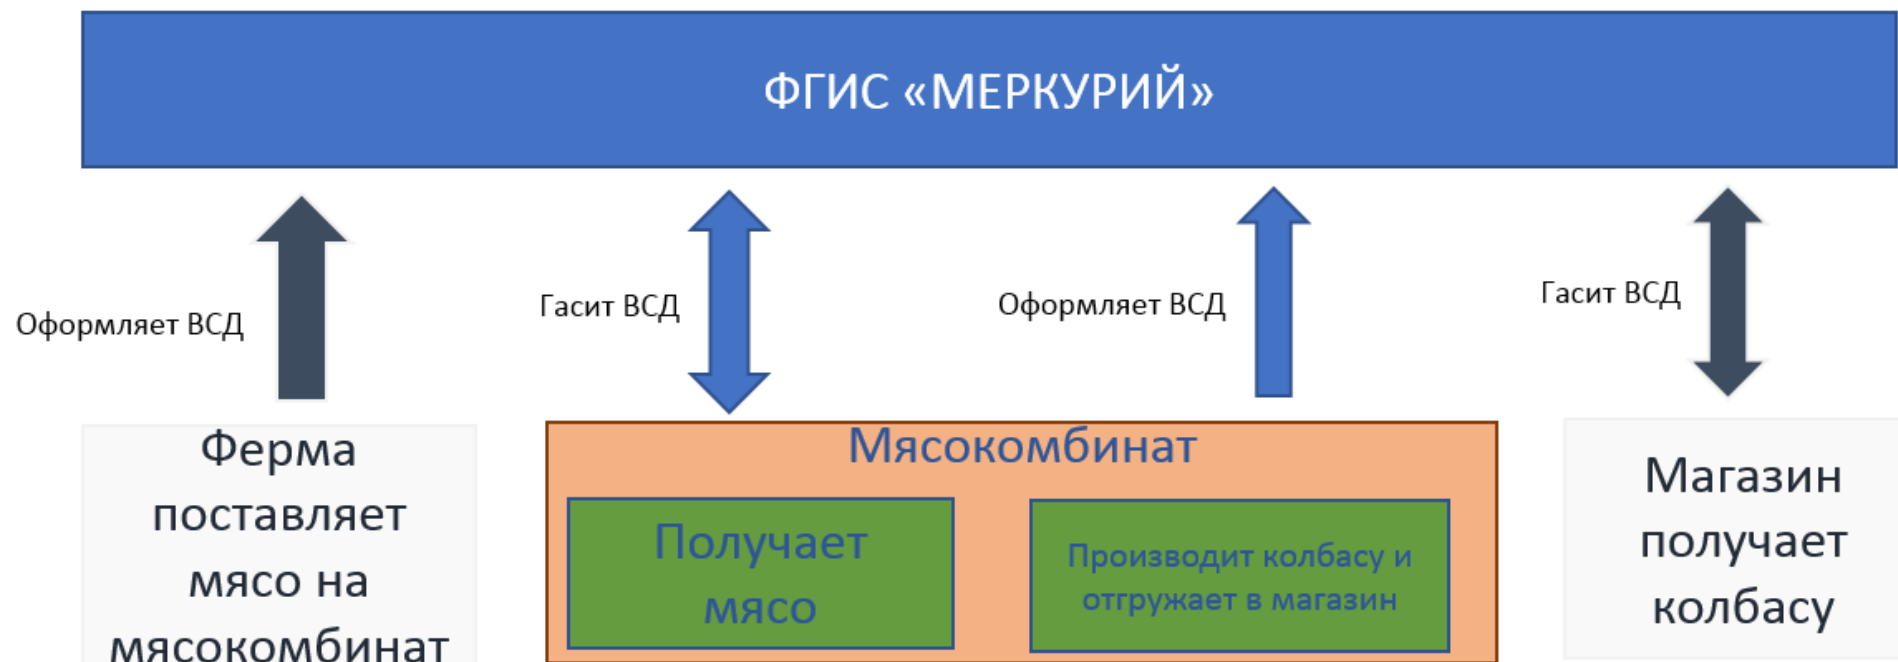 ФГИС «МЕРКУРИЙ»
Оформляет ВСД
Гасит ВСД
Оформляет ВСД
Гасит ВСД
Ферма
поставляет
мясо на
мясокомбинат
Мясокомбинат
Получает
мясо
Производит колбасу и
отгружает в магазин
Магазин
получает
колбасу